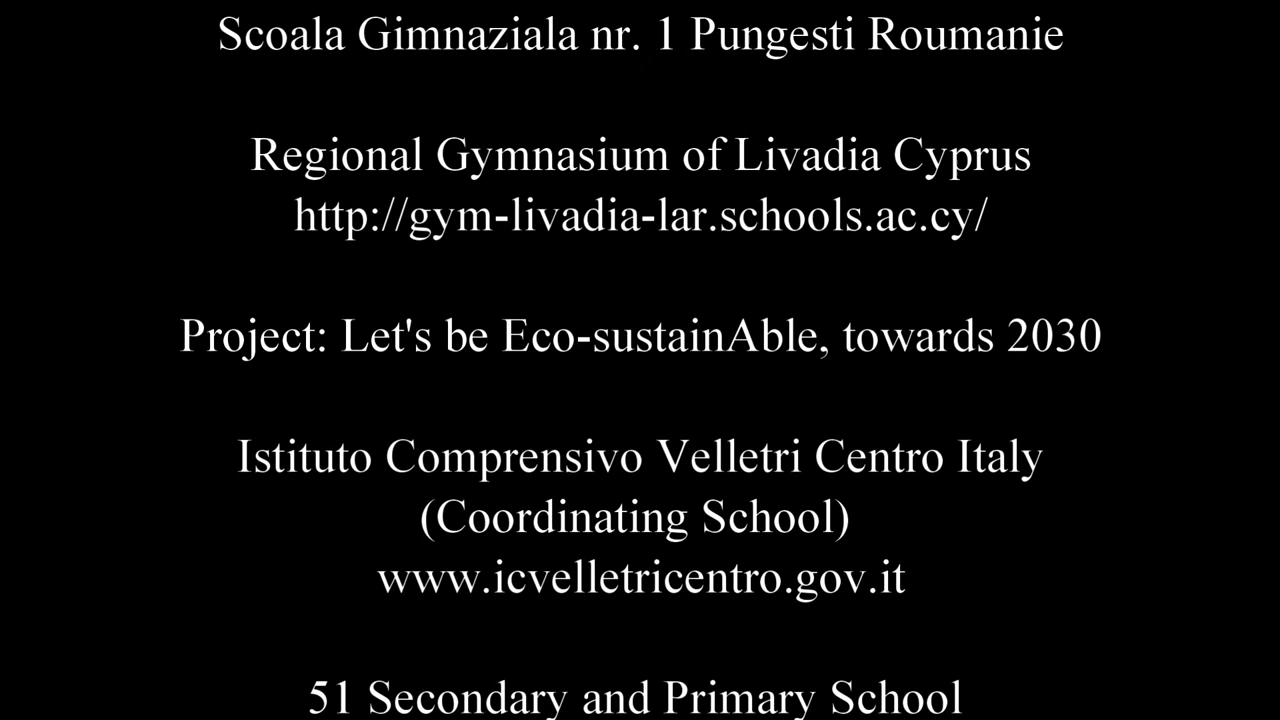 Scoala Gimnaziala nr. 1 Pungesti Roumanie
Regional Gymnasium of Livadia Cyprus
http://gym-livadia-lar.schools.ac.cy/
Project: Let's be Eco-sustainAble, towards 2030
Istituto Comprensivo Velletri Centro Italy
(Coordinating School)
www.icvelletricentro.gov.it
51 Secondary and Primary School